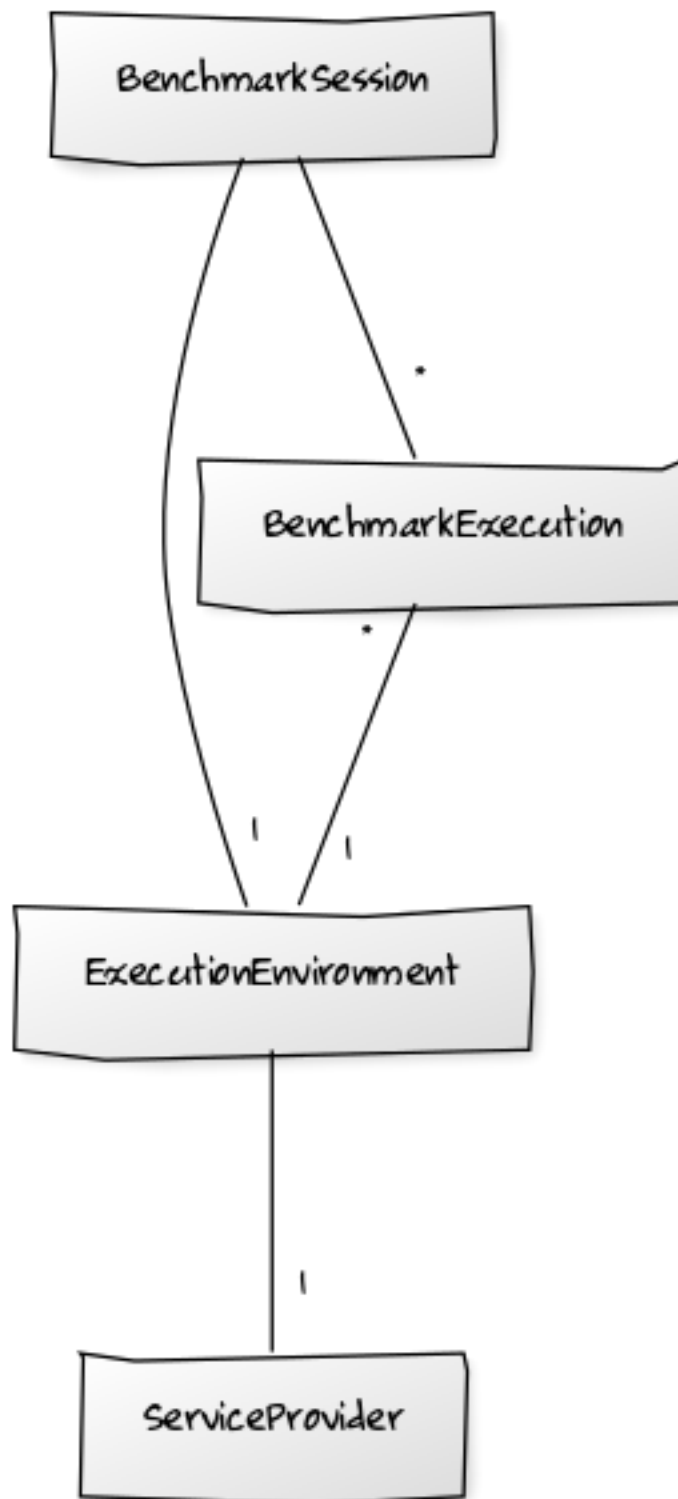 BenchmarkSession
*
BenchmarkExecution
*
1
1
ExecutionEnvironment
1
ServiceProvider